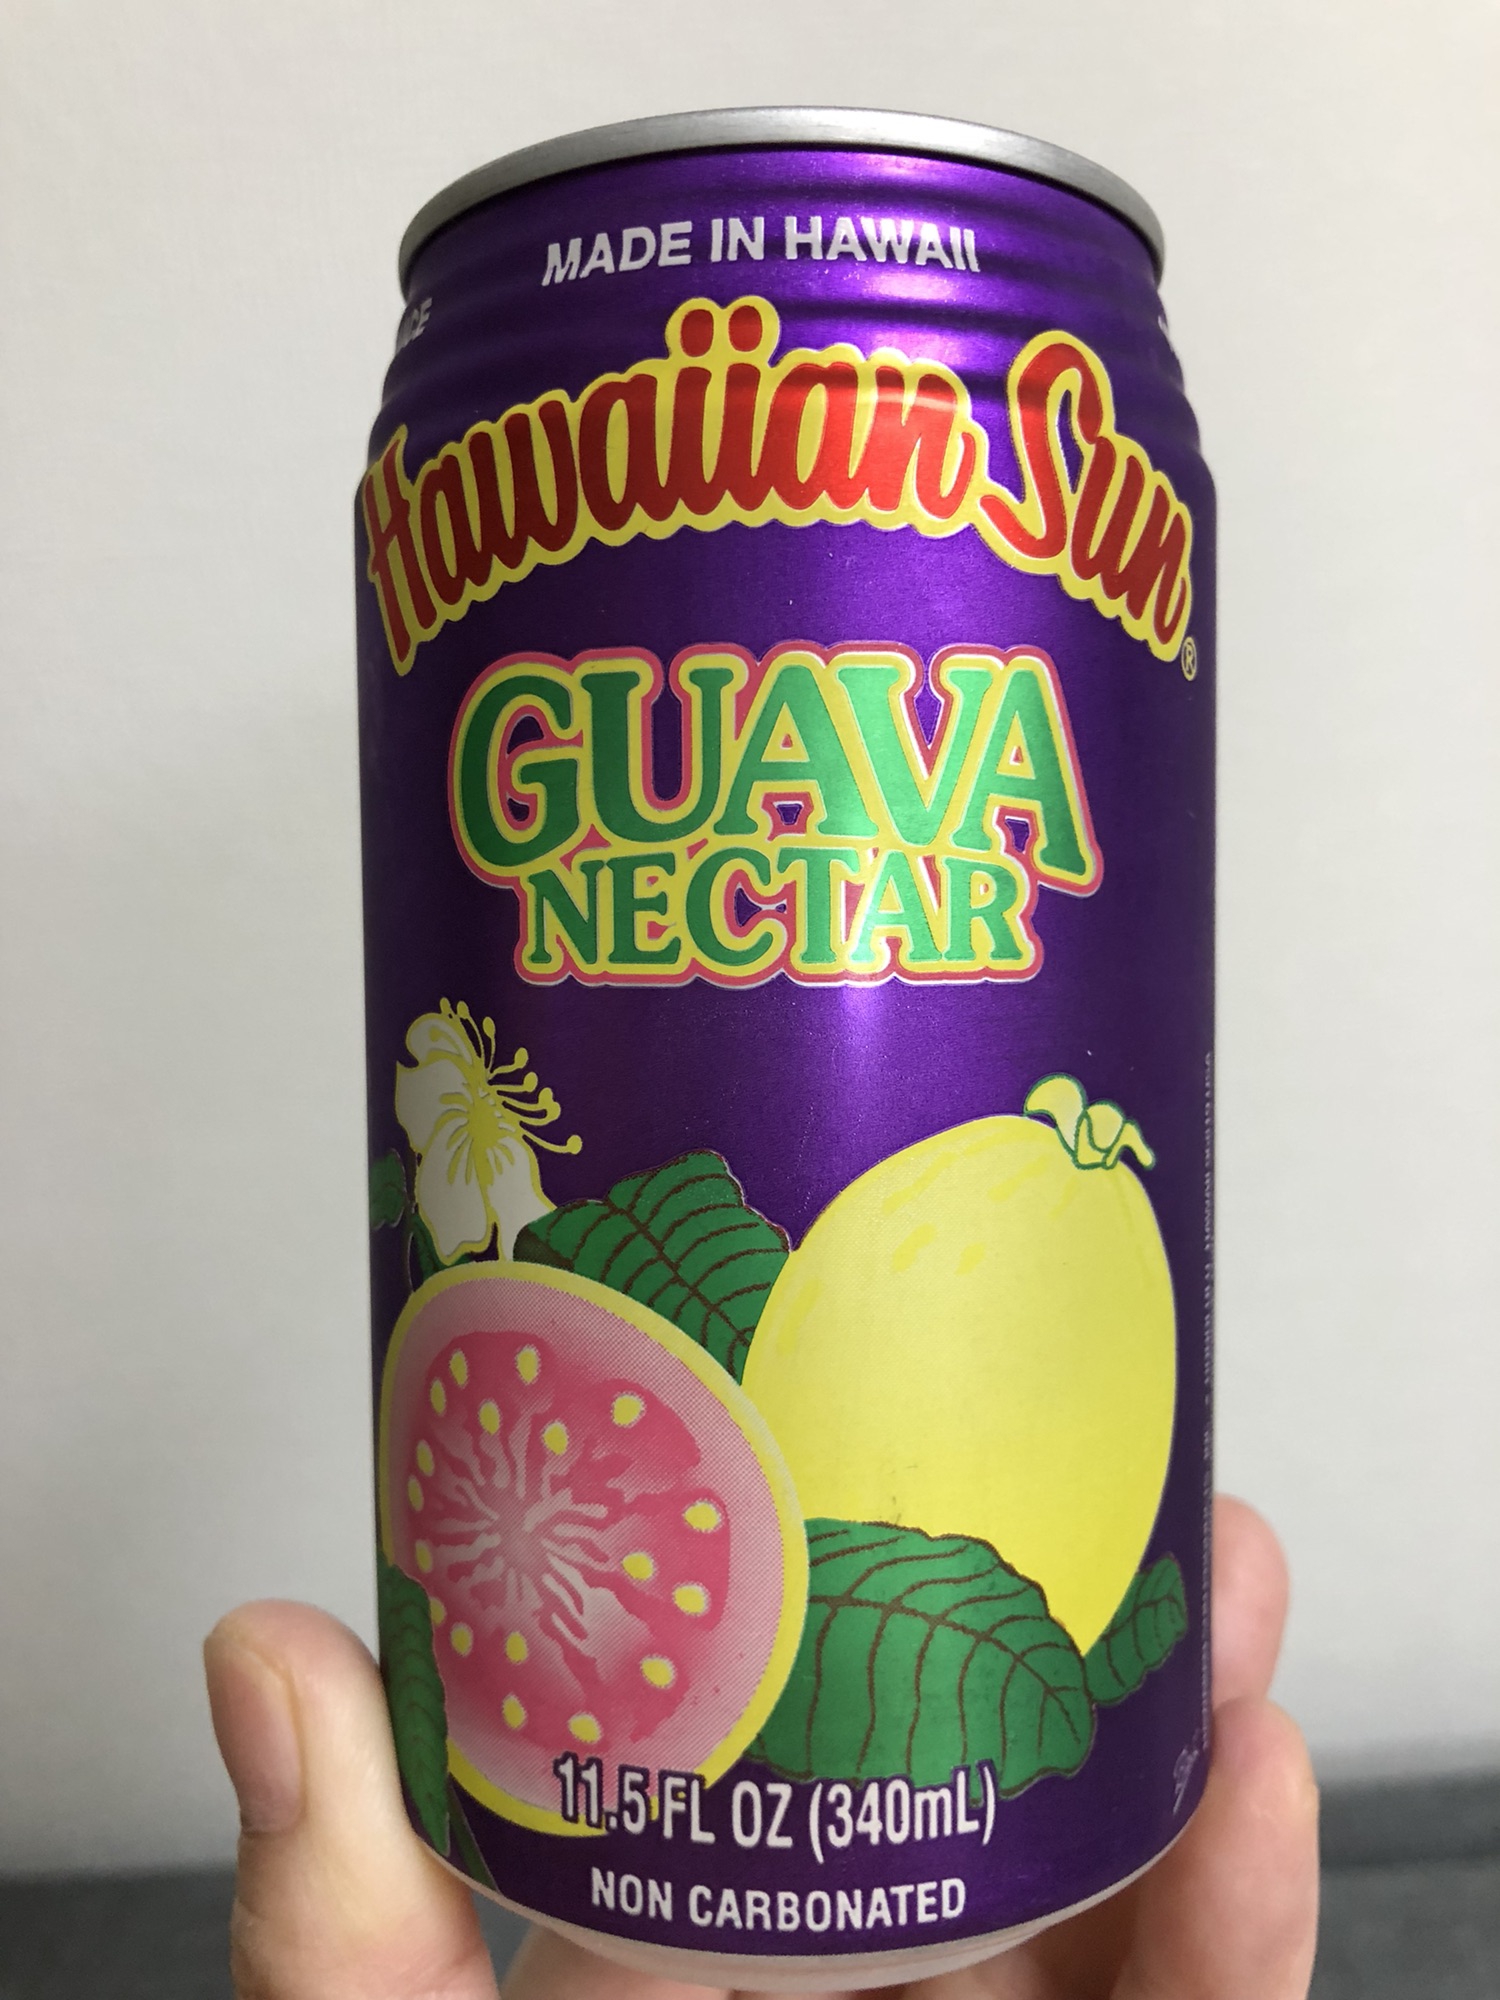 MADE IN HAWAII
Hawaiian Sun®
GUAVA
NECTAR
11.5 FL OZ (340mL)
NON CARBONATED